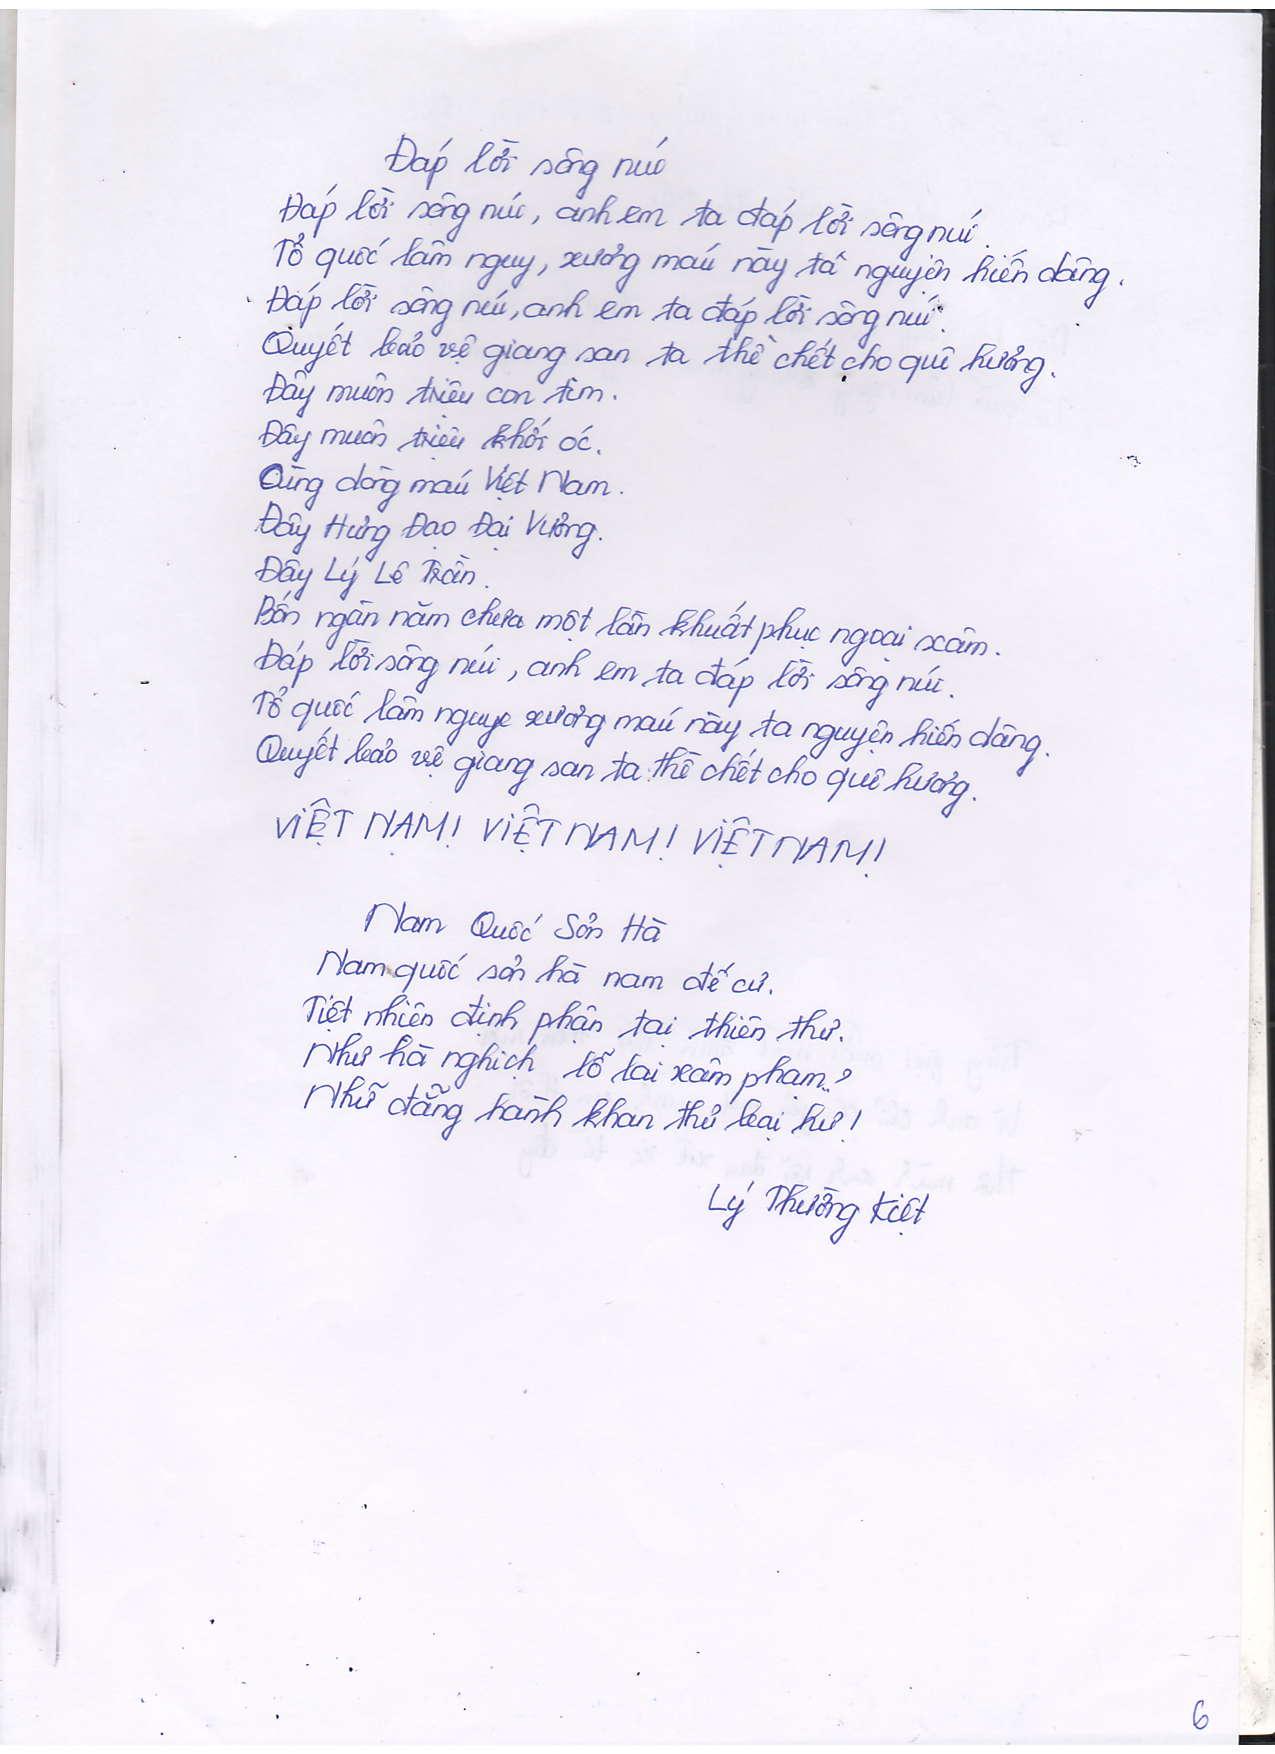 Đáp lời sông núi
Đáp lời sông núi, anh em ta đáp lời sông núi.
Tổ quốc lâm nguy, xương máu này ta nguyện hiến dâng.
Đáp lời sông núi, anh em ta đáp lời sông núi.
Quyết bảo vệ giang san ta thề chết cho quê hương.
Đây muôn triệu con tim.
Đây muôn triệu khối óc.
Cùng dòng máu Việt Nam.
Đây Hưng Đạo Đại Vương.
Đây Lý Lê Trần.
Bốn ngàn năm chưa một lần khuất phục ngoại xâm.
Đáp lời sông núi, anh em ta đáp lời sông núi.
Tổ quốc lâm nguy xương máu này ta nguyện hiến dâng.
Quyết bảo vệ giang san ta thề chết cho quê hương.
VIỆT NAM! VIỆT NAM! VIỆT NAM!
Nam Quốc Sơn Hà
Nam quốc sơn hà nam đế cư.
Tiệt nhiên định phận tại thiên thư.
Như hà nghịch lỗ lai xâm phạm?
Nhữ đẳng hành khan thủ bại hư!
Lý Thường Kiệt
6